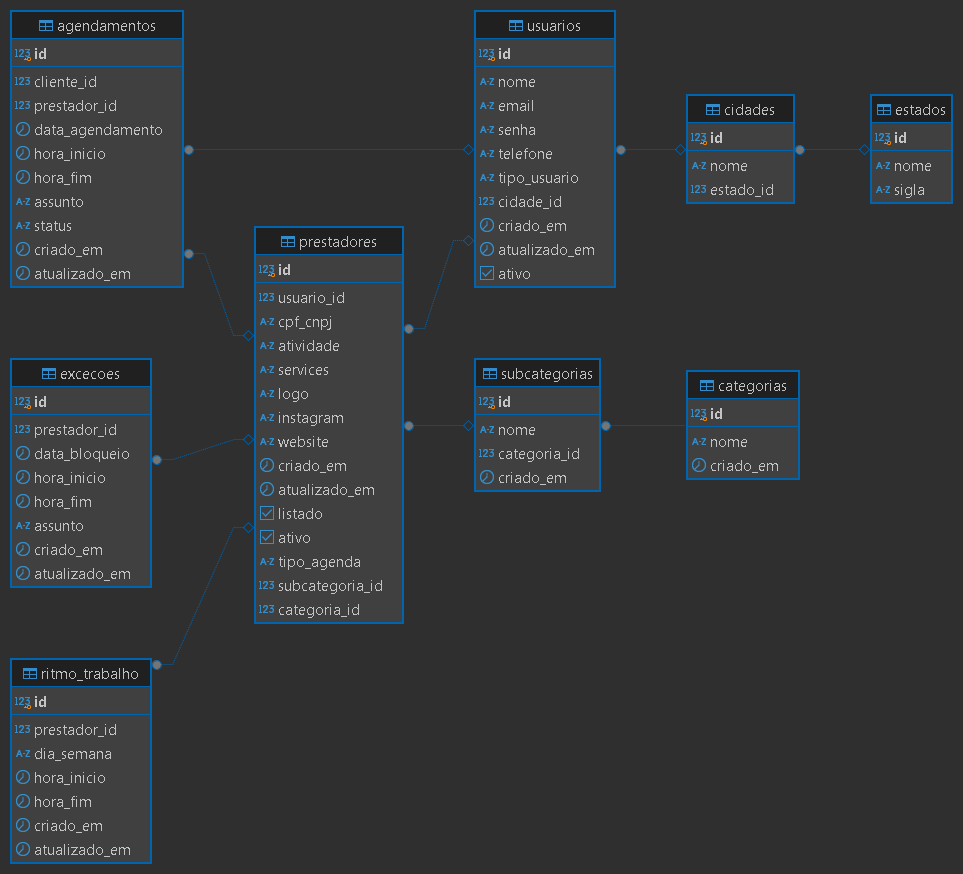 agendamentos
123 id
123 cliente_id
123 prestador_id
data_agendamento
hora_inicio
hora_fim
A-Z assunto
A-Z status
criado_em
atualizado_em
usuarios
123 id
A-Z nome
A-Z email
A-Z senha
A-Z telefone
A-Z tipo_usuario
123 cidade_id
criado_em
atualizado_em
ativo
cidades
123 id
A-Z nome
123 estado_id
estados
123 id
A-Z nome
A-Z sigla
prestadores
123 id
123 usuario_id
A-Z cpf_cnpj
A-Z atividade
A-Z services
A-Z logo
A-Z instagram
A-Z website
criado_em
atualizado_em
listado
ativo
A-Z tipo_agenda
123 subcategoria_id
123 categoria_id
excecoes
123 id
123 prestador_id
data_bloqueio
hora_inicio
hora_fim
A-Z assunto
criado_em
atualizado_em
subcategorias
123 id
A-Z nome
123 categoria_id
criado_em
categorias
123 id
A-Z nome
criado_em
ritmo_trabalho
123 id
123 prestador_id
A-Z dia_semana
hora_inicio
hora_fim
criado_em
atualizado_em